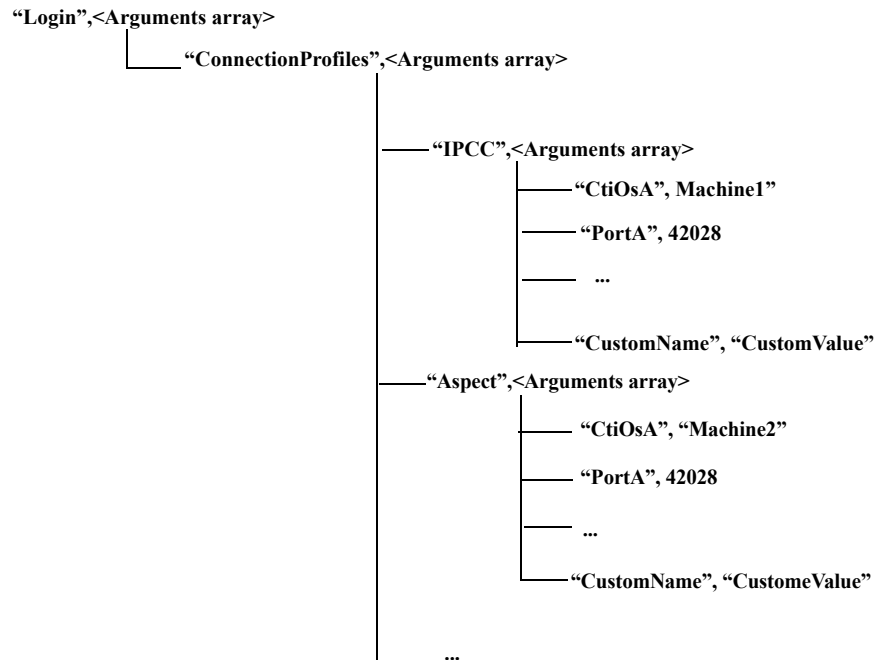 “Login”,<Arguments array>
“ConnectionProfiles”,<Arguments array>
“IPCC”,<Arguments array>
“CtiOsA”, Machine1”
“PortA”, 42028
...
“CustomName”, “CustomValue”
“Aspect”,<Arguments array>
“CtiOsA”, “Machine2”
“PortA”, 42028
...
“CustomName”, “CustomeValue”
...